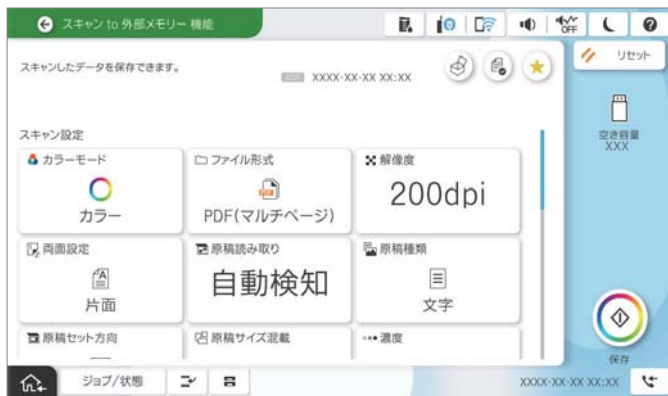 スキャン to 外部メモリー 機能
OFF
スキャンしたデータを保存できます。
XXXX-XX-XX XX:XX
リセット
空き容量
XXX
スキャン設定
カラーモード
カラー
ファイル形式
PDF
PDF(マルチページ)
解像度
200dpi
両面設定
片面
原稿読み取り
自動検知
原稿種類
文字
原稿セット方向
原稿サイズ混載
濃度
保存
ジョブ/状態
XXXX-XX-XX XX:XX